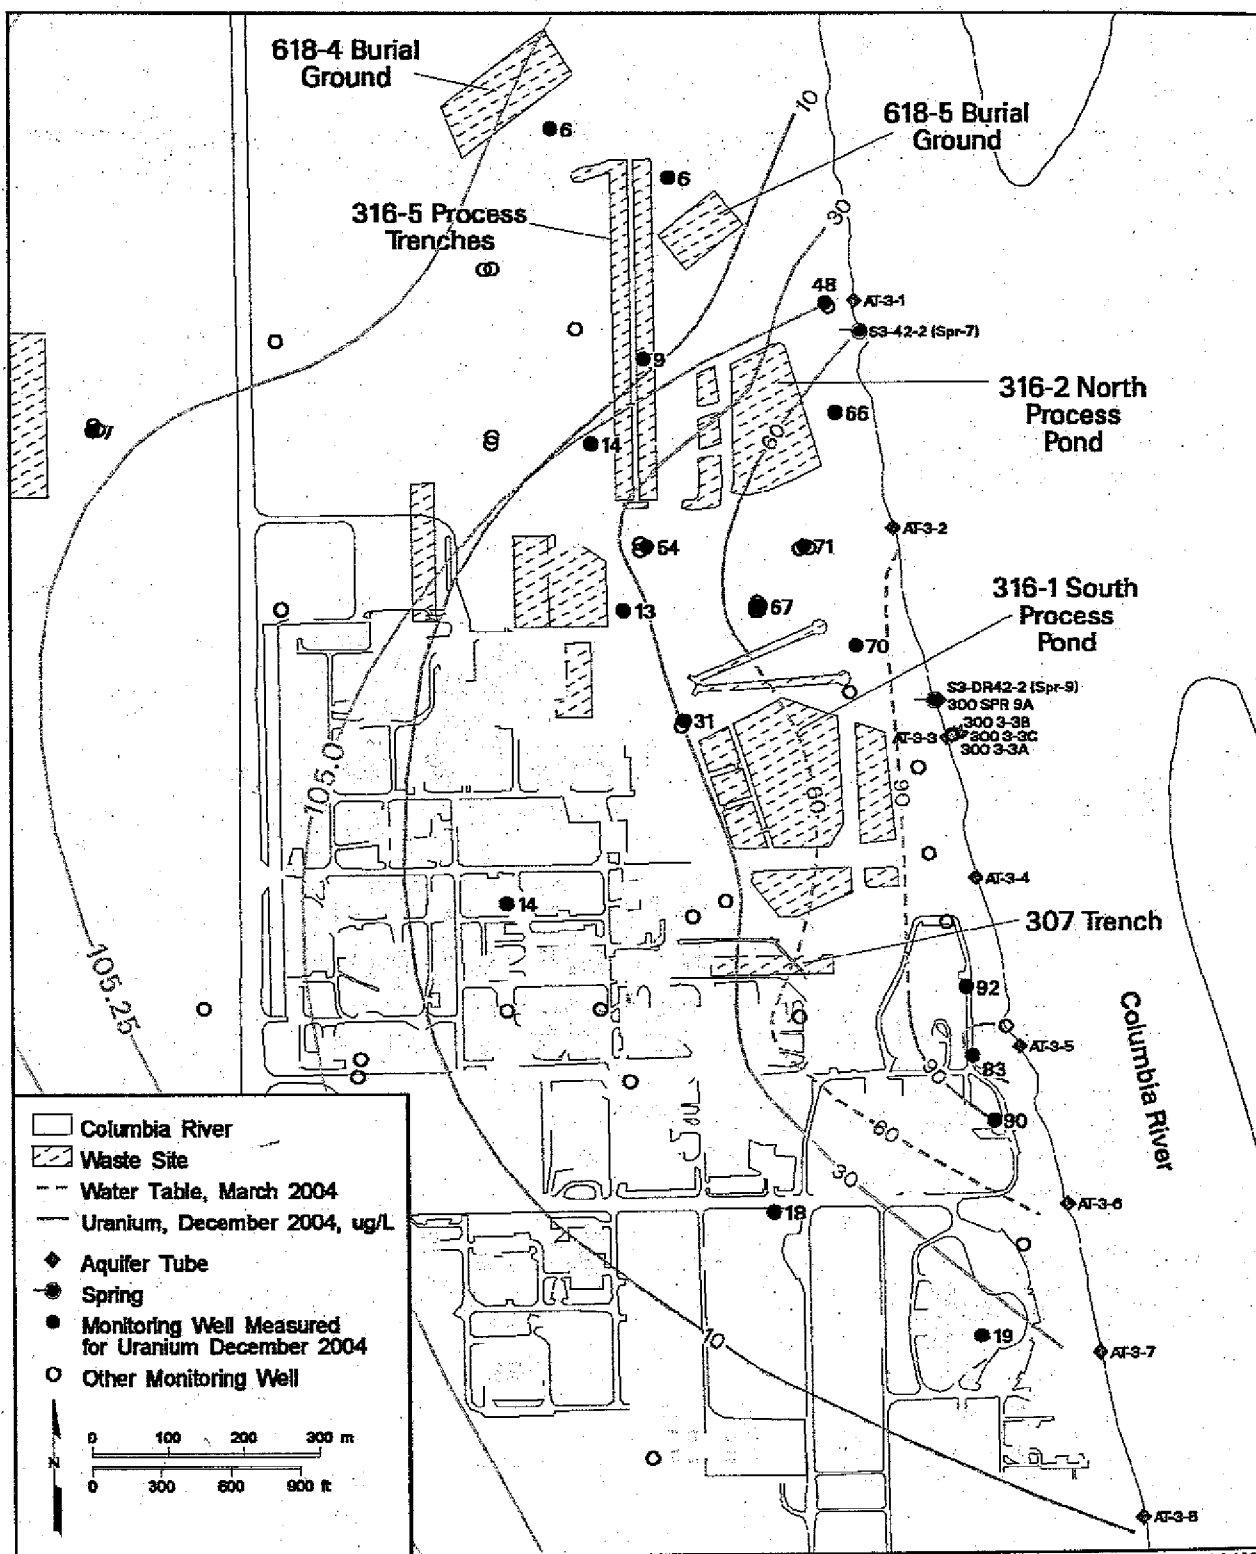 618-4 Burial
Ground
10
618-5 Burial
Ground
6
6
316-5 Process
Trenches
30
48
AT-3-1
S3-42-2 (Spr-7)
9
316-2 North
Process
Pond
66
60
14
AT-3-2
54
71
316-1 South
Process
Pond
13
67
70
S3-DR42-2 (Spr-9)
300 SPR 9A
31
300 3-3B
AT-3-3
300 3-3C
300 3-3A
105.0
60
90
AT-3-4
14
307 Trench
105.25
92
Columbia River
AT-3-5
83
90
90
60
30
AT-3-6
18
10
19
AT-3-7
AT-3-8
Columbia River
Waste Site
Water Table, March 2004
Uranium, December 2004, ug/L
Aquifer Tube
Spring
Monitoring Well Measured
for Uranium December 2004
Other Monitoring Well
N
0 100 200 300 m
0 300 600 900 ft